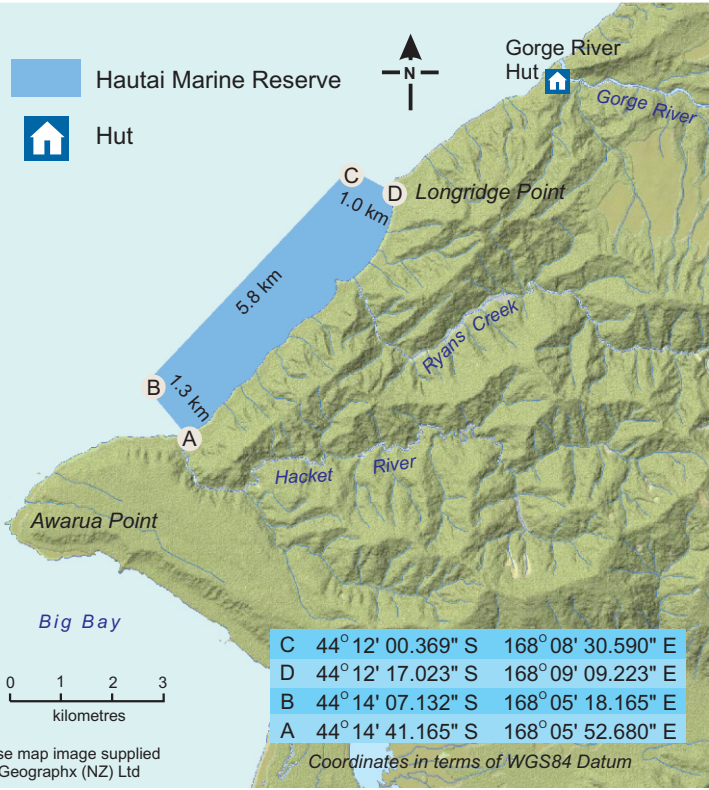 Hautai Marine Reserve
Hut
N
Gorge River
Hut
Gorge River
C
D
Longridge Point
1.0 km
5.8 km
Ryans Creek
B
1.3 km
A
Hacket River
Awarua Point
Big Bay
C 44° 12' 00.369" S 168° 08' 30.590" E
D 44° 12' 17.023" S 168° 09' 09.223" E
B 44° 14' 07.132" S 168° 05' 18.165" E
A 44° 14' 41.165" S 168° 05' 52.680" E
Coordinates in terms of WGS84 Datum
0 1 2 3
kilometres
se map image supplied
Geographx (NZ) Ltd